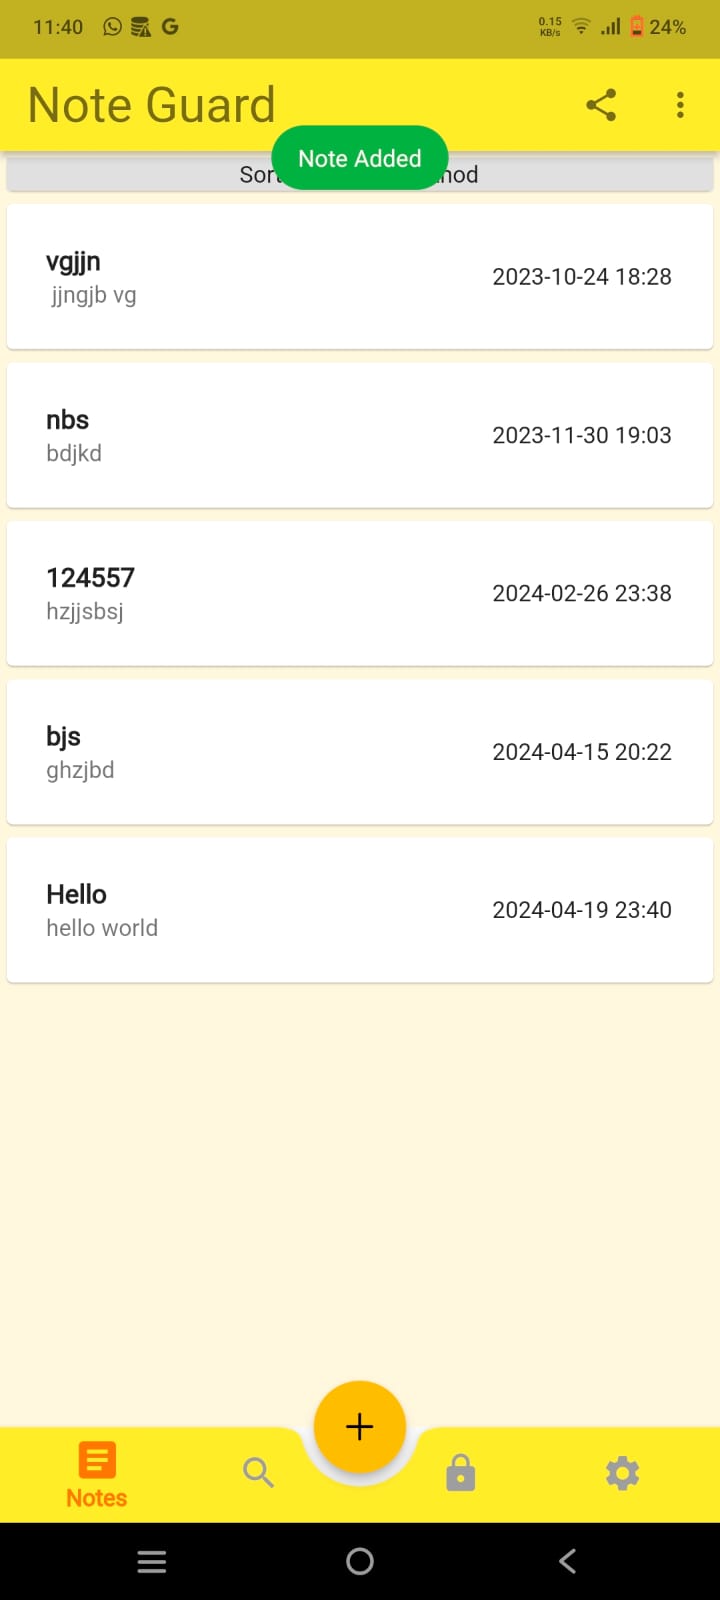 11:40 G 0.15 KB/s 24%
Note Guard
Note Added
Sor
hod
vgjjn
jjngjb vg
2023-10-24 18:28
nbs
bdjkd
2023-11-30 19:03
124557
hzjjsbsj
2024-02-26 23:38
bjs
ghzjbd
2024-04-15 20:22
Hello
hello world
2024-04-19 23:40
Notes